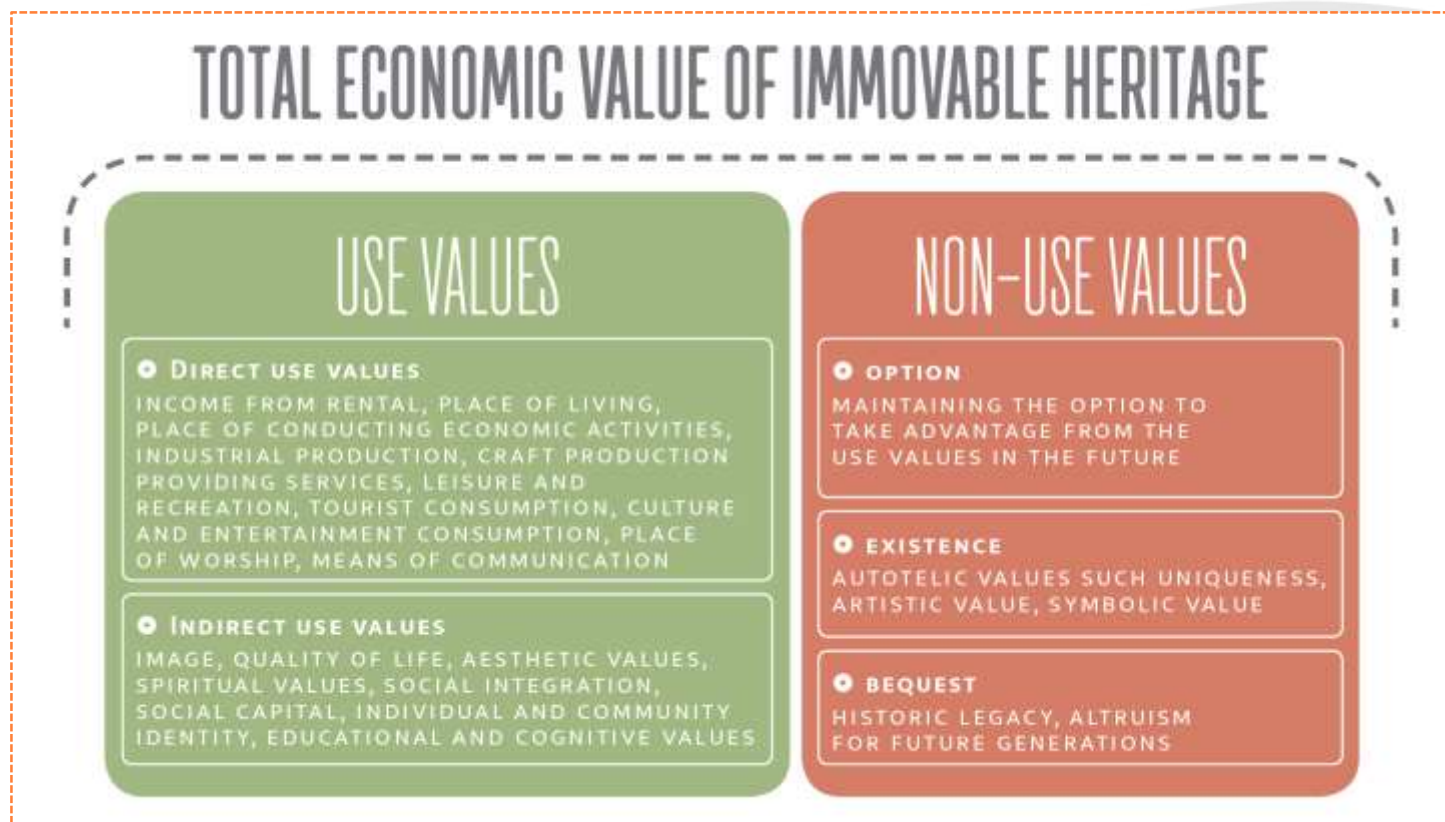 TOTAL ECONOMIC VALUE OF IMMOVABLE HERITAGE
USE VALUES
DIRECT USE VALUES
INCOME FROM RENTAL, PLACE OF LIVING,
PLACE OF CONDUCTING ECONOMIC ACTIVITIES,
INDUSTRIAL PRODUCTION, CRAFT PRODUCTION
PROVIDING SERVICES, LEISURE AND
RECREATION, TOURIST CONSUMPTION, CULTURE
AND ENTERTAINMENT CONSUMPTION, PLACE
OF WORSHIP, MEANS OF COMMUNICATION
INDIRECT USE VALUES
IMAGE, QUALITY OF LIFE, AESTHETIC VALUES,
SPIRITUAL VALUES, SOCIAL INTEGRATION,
SOCIAL CAPITAL, INDIVIDUAL AND COMMUNITY
IDENTITY, EDUCATIONAL AND COGNITIVE VALUES
NON-USE VALUES
OPTION
MAINTAINING THE OPTION TO
TAKE ADVANTAGE FROM THE
USE VALUES IN THE FUTURE
EXISTENCE
AUTOTELIC VALUES SUCH UNIQUENESS,
ARTISTIC VALUE, SYMBOLIC VALUE
BEQUEST
HISTORIC LEGACY, ALTRUISM
FOR FUTURE GENERATIONS